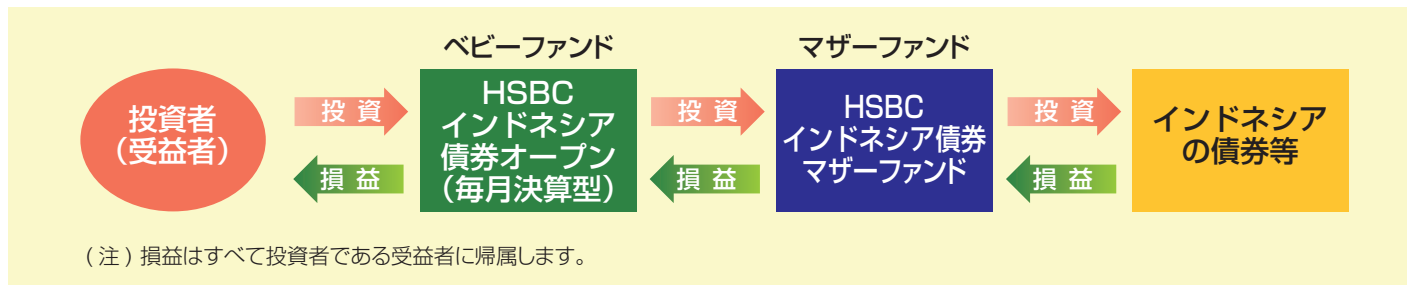 ベビーファンド
マザーファンド
投資者
（受益者）
投 資
損 益
HSBC
インドネシア
債券オープン
（毎月決算型）
投 資
損 益
HSBC
インドネシア債券
マザーファンド
投 資
損 益
インドネシア
の債券等
( 注 ) 損益はすべて投資者である受益者に帰属します。